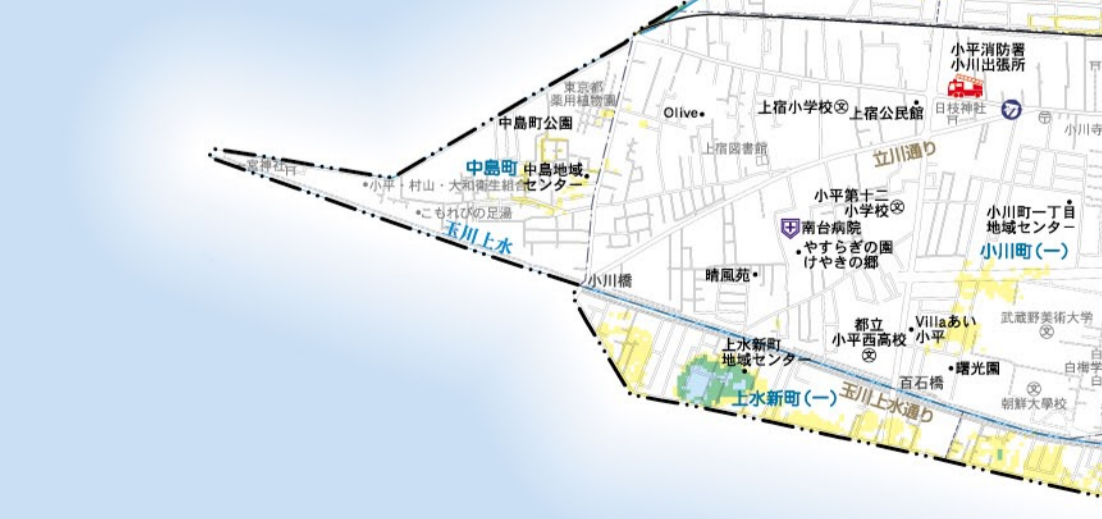 小平消防署
小川出張所
東京都
薬用植物園
Olive
上宿小学校
文
上宿公民館
日枝神社
中島町公園
小川寺
上宿図書館
立川通り
宮神社
中島町
中島地域
センター
小平・村山・大和衛生組合
こもれびの足湯
玉川上水
小平第十二
小学校
文
小川町一丁目
地域センター
南台病院
やすらぎの園
けやきの郷
小川町(一)
小川橋
晴風苑
武蔵野美術大学
文
都立
小平西高校
文
Villaあい
小平
上水新町
地域センター
曙光園
百石橋
白梅学
上水新町(一)
玉川上水通り
文
朝鮮大學校